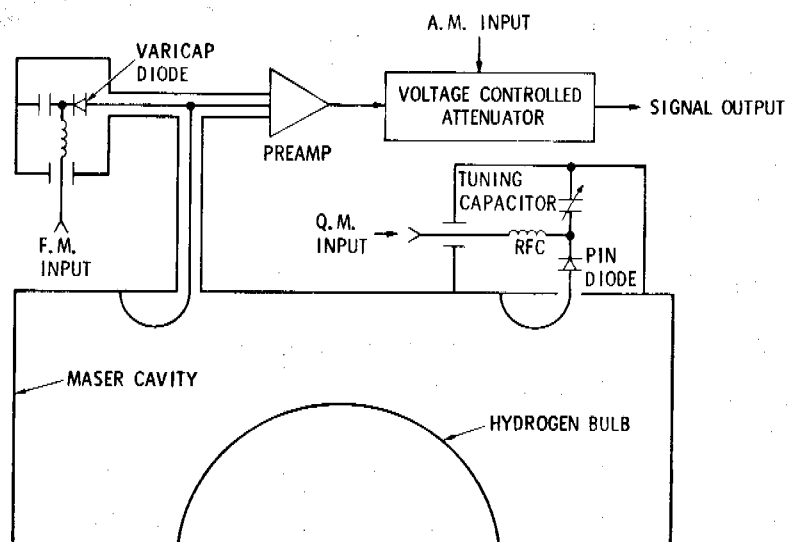 A.M. INPUT
VARICAP
DIODE
VOLTAGE CONTROLLED
ATTENUATOR
SIGNAL OUTPUT
PREAMP
TUNING
CAPACITOR
Q.M.
INPUT
RFC
PIN
DIODE
F.M.
INPUT
MASER CAVITY
HYDROGEN BULB